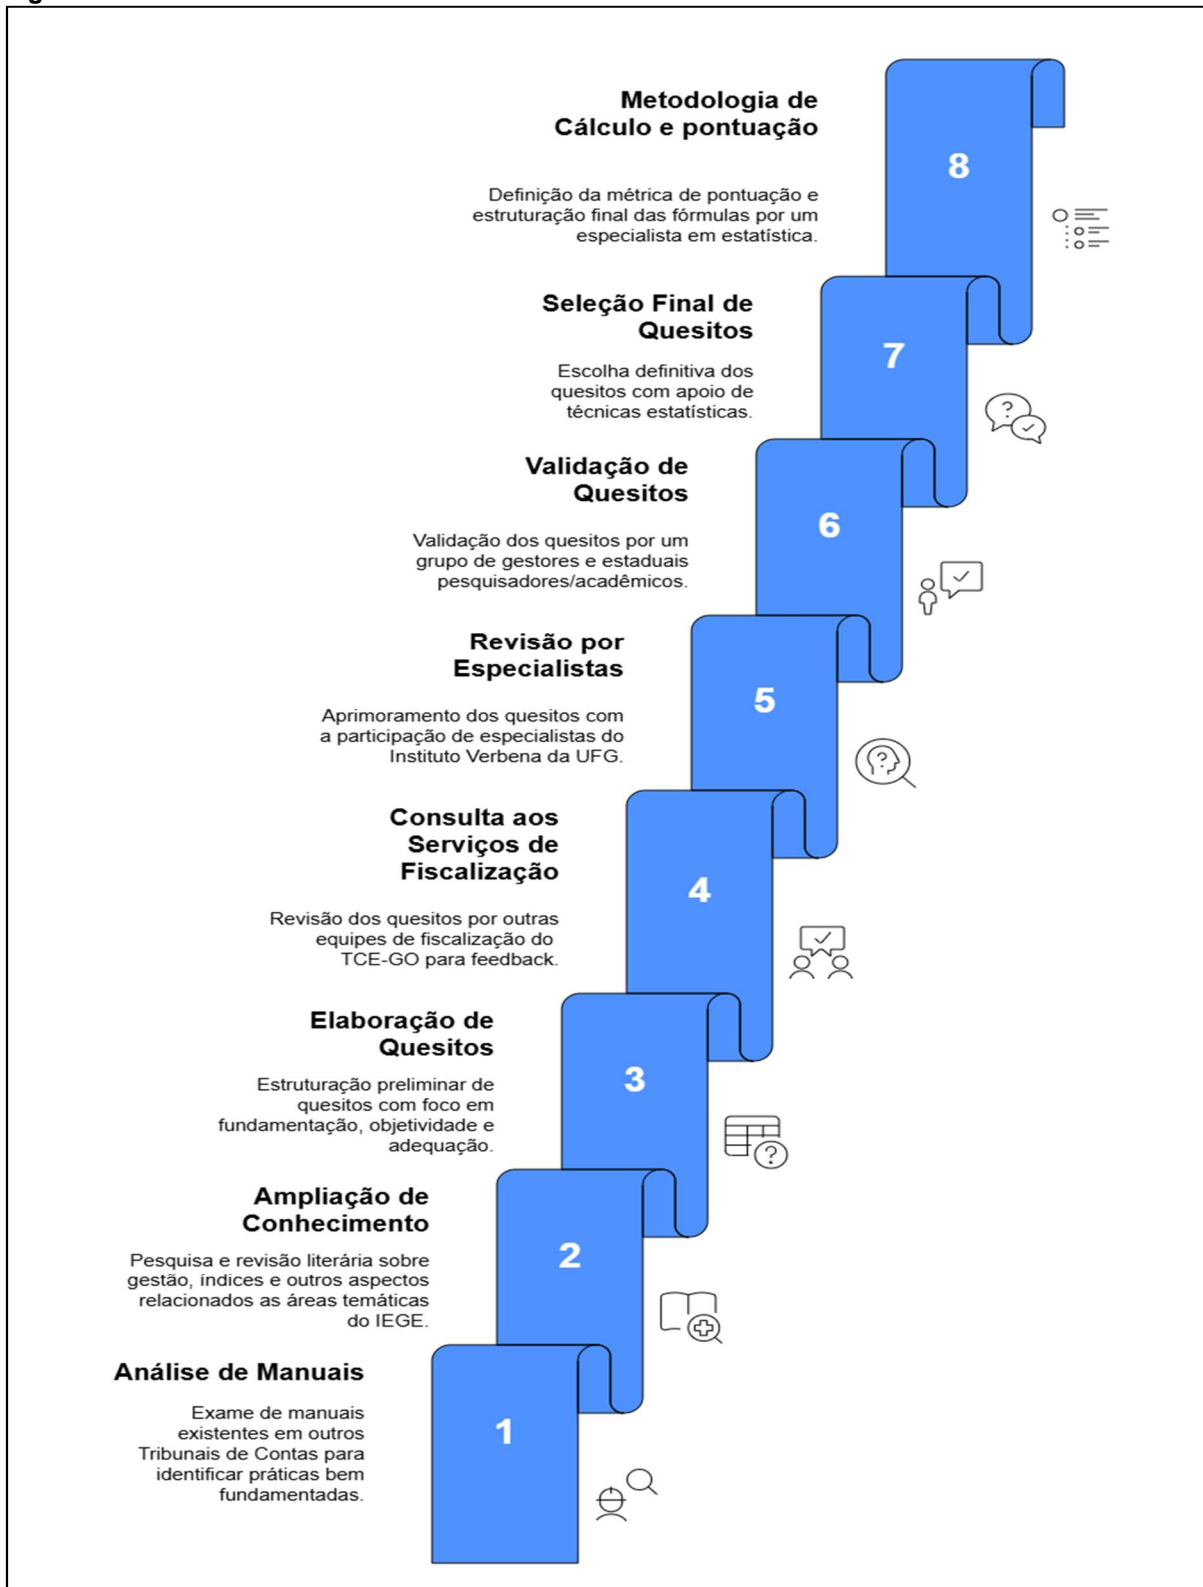 Metodologia de
Cálculo e pontuação
8
Definição da métrica de pontuação e
estruturação final das fórmulas por um
especialista em estatística.
Seleção Final de
Quesitos
7
Escolha definitiva dos
quesitos com apoio de
técnicas estatísticas.
Validação de
Quesitos
6
Validação dos quesitos por um
grupo de gestores e estaduais
pesquisadores/acadêmicos.
Revisão por
Especialistas
5
Aprimoramento dos quesitos com
a participação de especialistas do
Instituto Verbena da UFG.
Consulta aos
Serviços de
Fiscalização
4
Revisão dos quesitos por outras
equipes de fiscalização do
TCE-GO para feedback.
Elaboração de
Quesitos
3
Estruturação preliminar de
quesitos com foco em
fundamentação, objetividade e
adequação.
Ampliação de
Conhecimento
2
Pesquisa e revisão literária sobre
gestão, índices e outros aspectos
relacionados as áreas temáticas
do IEGE.
Análise de Manuais
1
Exame de manuais
existentes em outros
Tribunais de Contas para
identificar práticas bem
fundamentadas.